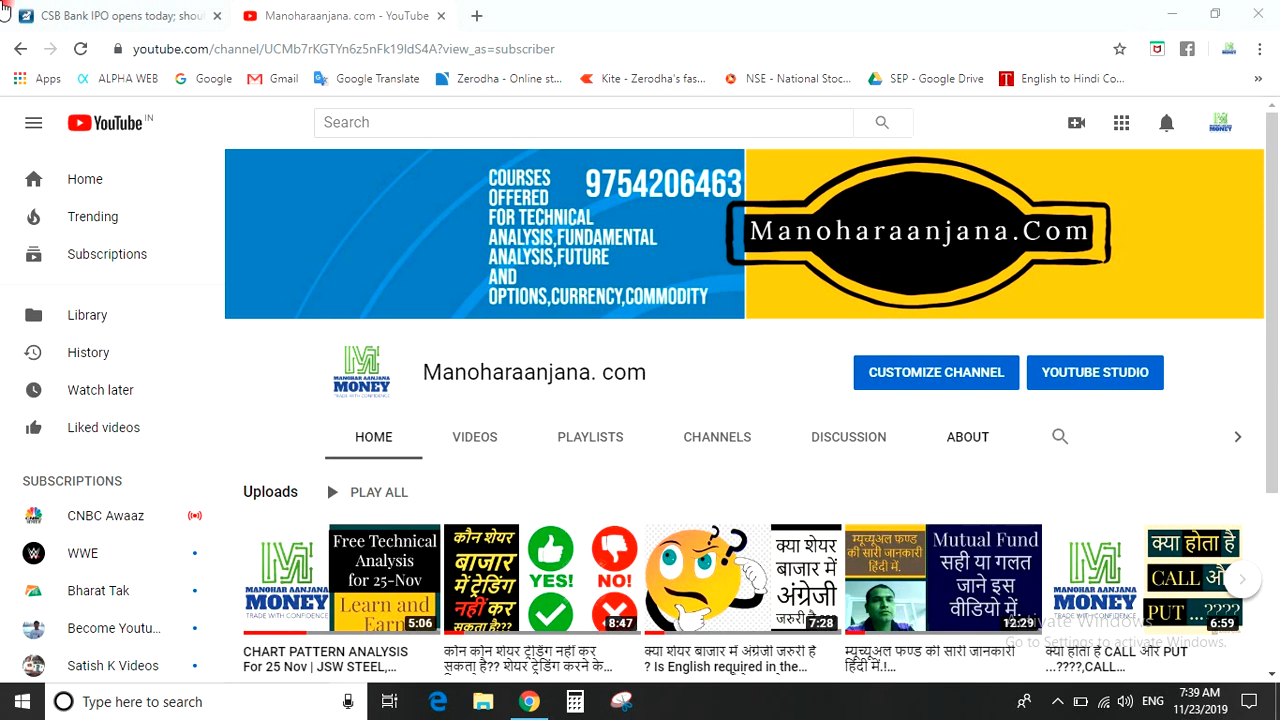 CSB Bank IPO opens today; shoul
Manoharaanjana. com - YouTube
youtube.com/channel/UCMb7rKGTYn6z5nFk19IdS4A?view_as=subscriber
Apps ALPHA WEB Google Gmail Google Translate Zerodha - Online st... Kite - Zerodha's fas... NSE - National Stoc... SEP - Google Drive English to Hindi Co... »
YouTube IN
Search
Home
Trending
Subscriptions
Library
History
Watch later
Liked videos
SUBSCRIPTIONS
CNBC Awaaz
WWE
Bharat Tak
Become Youtu...
Satish K Videos
COURSES
OFFERED
FOR TECHNICAL
ANALYSIS,FUNDAMENTAL
ANALYSIS,FUTURE
AND
OPTIONS,CURRENCY,COMMODITY
9754206463
Manoharaanjana.Com
MANOHAR AANJANA
MONEY
TRADE WITH CONFIDENCE
Manoharaanjana. com
CUSTOMIZE CHANNEL
YOUTUBE STUDIO
HOME VIDEOS PLAYLISTS CHANNELS DISCUSSION ABOUT
Uploads PLAY ALL
MANOHAR AANJANA
MONEY
TRADE WITH CONFIDENCE
Free Technical
Analysis
for 25-Nov
Learn and
Earn
5:06
CHART PATTERN ANALYSIS
For 25 Nov | JSW STEEL,...
कौन शेयर
बाजार
में ट्रेडिंग
नहीं कर
सकता है???
YES!
NO!
8:47
कौन कौन शेयर ट्रेडिंग नहीं कर
सकता है?? शेयर ट्रेडिंग करने के...
क्या शेयर
बाजार में
अंग्रेजी
जरुरी है
7:28
क्या शेयर बाजार में अंग्रेजी जरुरी है
? Is English required in the...
म्यूच्यूअल फण्ड
की सारी जानकारी
हिंदी में.
Mutual Fund
सही या गलत
जाने इस
वीडियो में.
12:29
म्यूच्यूअल फण्ड की सारी जानकारी
हिंदी में.!...
MANOHAR AANJANA
MONEY
TRADE WITH CONFIDENCE
क्या होता है
CALL और
PUT ...????
6:59
क्या होता है CALL और PUT
...????,CALL...
Activate Windows
Go to Settings to activate Windows.
Type here to search
ENG
7:39 AM
11/23/2019